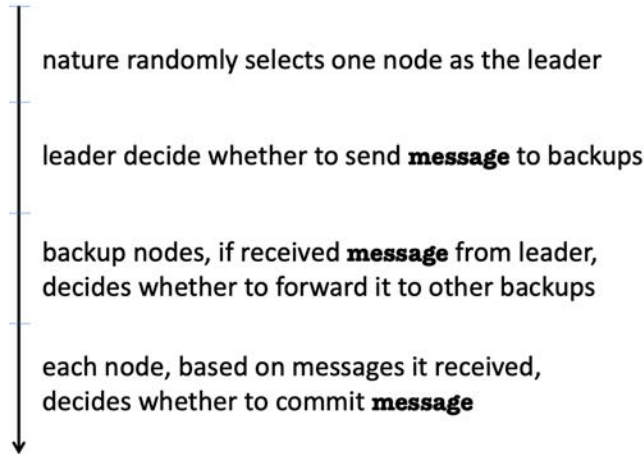 nature randomly selects one node as the leader
leader decide whether to send message to backups
backup nodes, if received message from leader,
decides whether to forward it to other backups
each node, based on messages it received,
decides whether to commit message